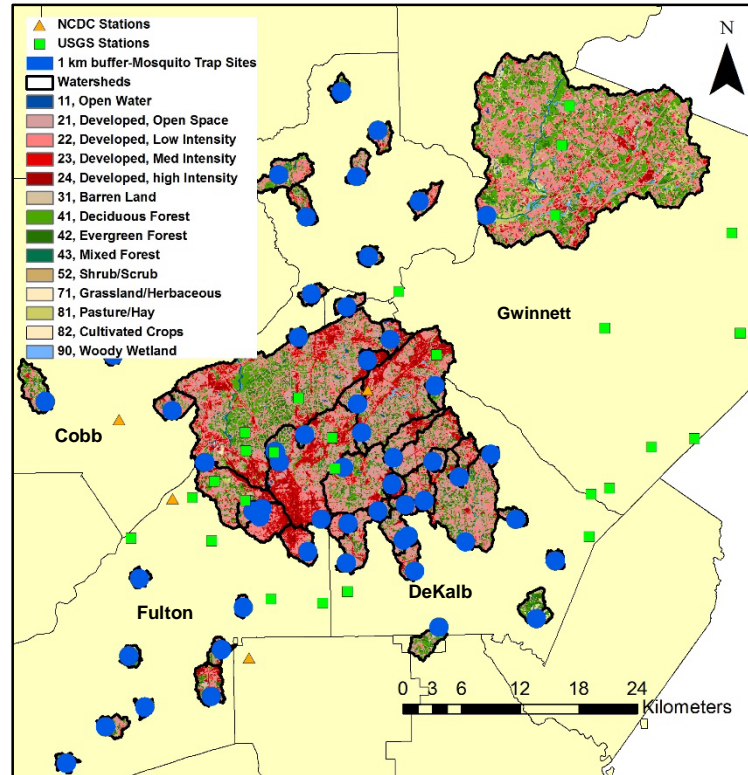 NCDC Stations
USGS Stations
1 km buffer-Mosquito Trap Sites
Watersheds
11, Open Water
21, Developed, Open Space
22, Developed, Low Intensity
23, Developed, Med Intensity
24, Developed, high Intensity
31, Barren Land
41, Deciduous Forest
42, Evergreen Forest
43, Mixed Forest
52, Shrub/Scrub
71, Grassland/Herbaceous
81, Pasture/Hay
82, Cultivated Crops
90, Woody Wetland
N
Gwinnett
Cobb
DeKalb
Fulton
0 3 6 12 18 24
Kilometers